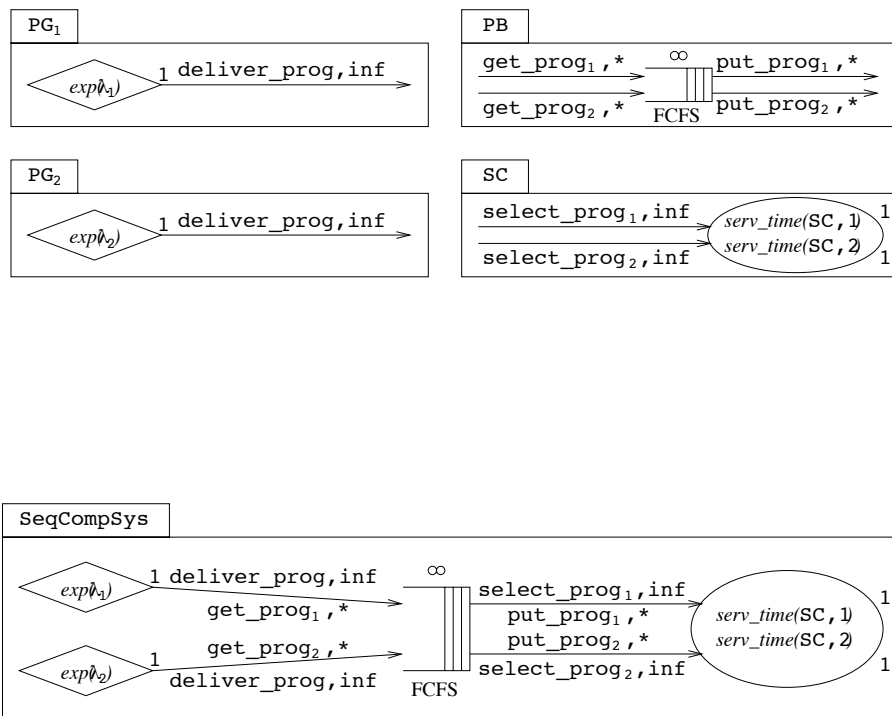 PG₁
1 deliver_prog,inf
exp(λ₁)
PB
∞
get_prog₁,* put_prog₁,*
get_prog₂,* put_prog₂,*
FCFS
PG₂
1 deliver_prog,inf
exp(λ₂)
SC
select_prog₁,inf 1
serv_time(SC,1)
serv_time(SC,2)
select_prog₂,inf 1
SeqCompSys
1 deliver_prog,inf
exp(λ₁)
get_prog₁,*
∞
select_prog₁,inf 1
put_prog₁,* serv_time(SC,1)
get_prog₂,* put_prog₂,* serv_time(SC,2)
1
exp(λ₂)
deliver_prog,inf
FCFS
select_prog₂,inf 1